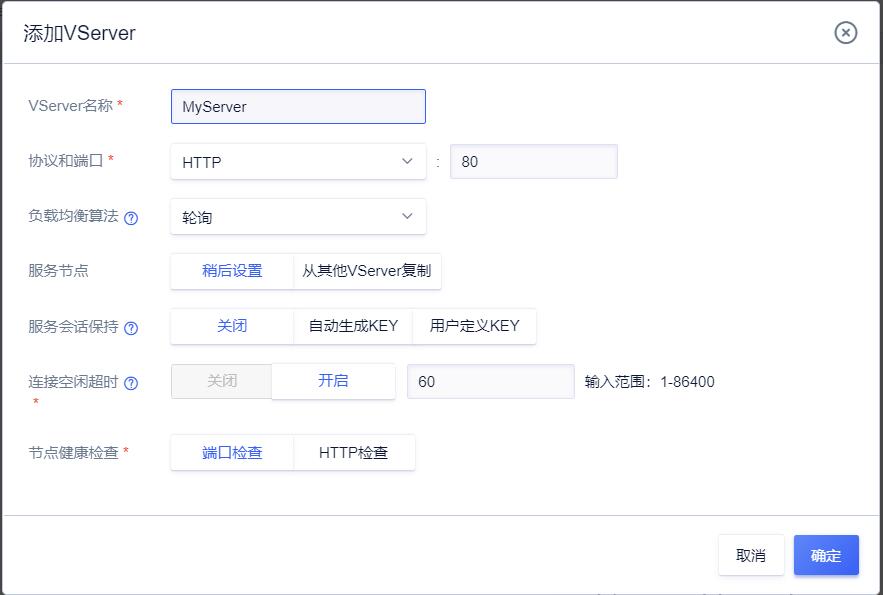 添加VServer
VServer名称 *
MyServer
协议和端口 *
HTTP
:
80
负载均衡算法 ?
轮询
服务节点
稍后设置
从其他VServer复制
服务会话保持 ?
关闭
自动生成KEY
用户定义KEY
连接空闲超时 ?
*
关闭
开启
60
输入范围：1-86400
节点健康检查 *
端口检查
HTTP检查
取消
确定